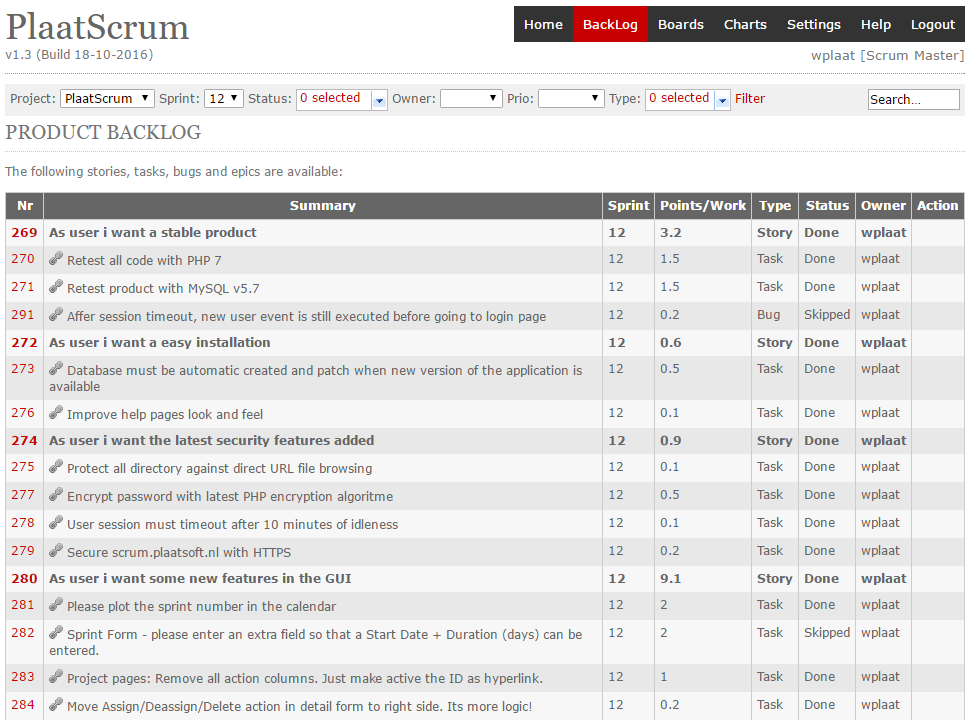 PlaatScrum
Home BackLog Boards Charts Settings Help Logout
v1.3 (Build 18-10-2016)
wplaat [Scrum Master]
Project: PlaatScrum Sprint: 12 Status: 0 selected Owner: Prio: Type: 0 selected Filter Search...
PRODUCT BACKLOG
The following stories, tasks, bugs and epics are available:
Nr Summary Sprint Points/Work Type Status Owner Action
269 As user i want a stable product 12 3.2 Story Done wplaat
270 Retest all code with PHP 7 12 1.5 Task Done wplaat
271 Retest product with MySQL v5.7 12 1.5 Task Done wplaat
291 Affer session timeout, new user event is still executed before going to login page 12 0.2 Bug Skipped wplaat
272 As user i want a easy installation 12 0.6 Story Done wplaat
273 Database must be automatic created and patch when new version of the application is 12 0.5 Task Done wplaat
available
276 Improve help pages look and feel 12 0.1 Task Done wplaat
274 As user i want the latest security features added 12 0.9 Story Done wplaat
275 Protect all directory against direct URL file browsing 12 0.1 Task Done wplaat
277 Encrypt password with latest PHP encryption algoritme 12 0.5 Task Done wplaat
278 User session must timeout after 10 minutes of idleness 12 0.1 Task Done wplaat
279 Secure scrum.plaatsoft.nl with HTTPS 12 0.2 Task Done wplaat
280 As user i want some new features in the GUI 12 9.1 Story Done wplaat
281 Please plot the sprint number in the calendar 12 2 Task Done wplaat
282 Sprint Form - please enter an extra field so that a Start Date + Duration (days) can be 12 2 Task Skipped wplaat
entered.
283 Project pages: Remove all action columns. Just make active the ID as hyperlink. 12 1 Task Done wplaat
284 Move Assign/Deassign/Delete action in detail form to right side. Its more logic! 12 0.2 Task Done wplaat